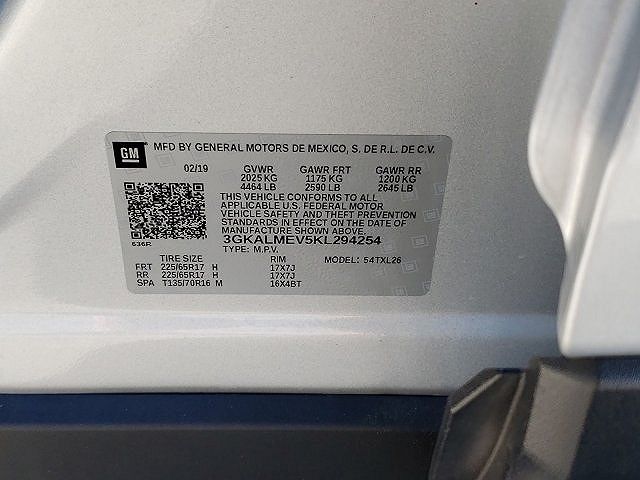 GM MFD BY GENERAL MOTORS DE MEXICO, S. DE R.L. DE C.V.
02/19 GVWR GAWR FRT GAWR RR
2025 KG 1175 KG 1200 KG
4464 LB 2590 LB 2645 LB
THIS VEHICLE CONFORMS TO ALL
APPLICABLE U.S. FEDERAL MOTOR
VEHICLE SAFETY AND THEFT PREVENTION
STANDARDS IN EFFECT ON THE DATE OF
MANUFACTURE SHOWN ABOVE.
636R 3GKALMEV5KL294254
TYPE: M.P.V.
TIRE SIZE RIM MODEL: 54TXL26
FRT 225/65R17 H 17X7J
RR 225/65R17 H 17X7J
SPA T135/70R16 M 16X4BT